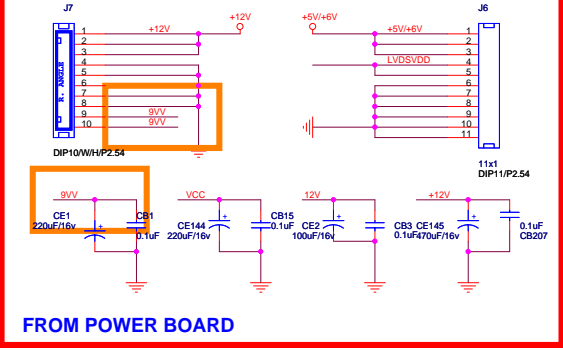 J7
+12V
+5V/+6V
J6
+12V
+5V/+6V
1
2
3
4
5
6
7
8
9
10
R. ANGLE
LVDSVDD
1
2
3
4
5
6
7
8
9
10
11
9VV
9VV
DIP10/W/H/P2.54
11x1
DIP11/P2.54
9VV
VCC
12V
+12V
CE1
220uF/16v
CB1
0.1uF
CE144
220uF/16v
CB15
0.1uF
CE2
100uF/16v
CB3
0.1uF
CE145
470uF/16v
0.1uF
CB207
+
+
+
+
FROM POWER BOARD